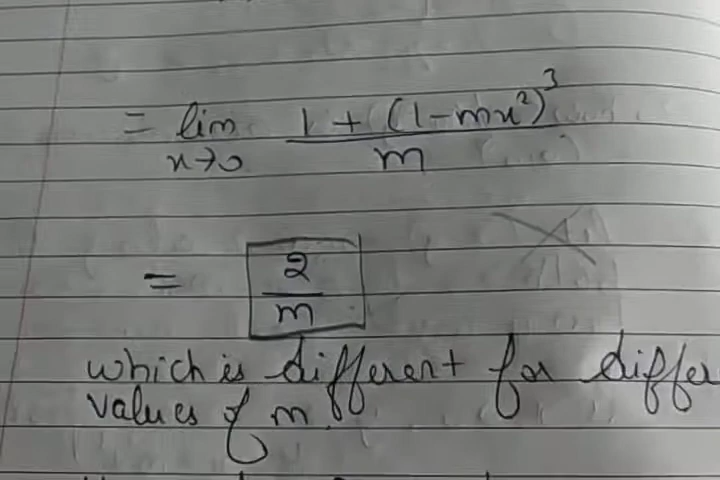 = lim 1 + (1-mx²)³
x→0 m
= 2
m
which is different for differ
values of m.